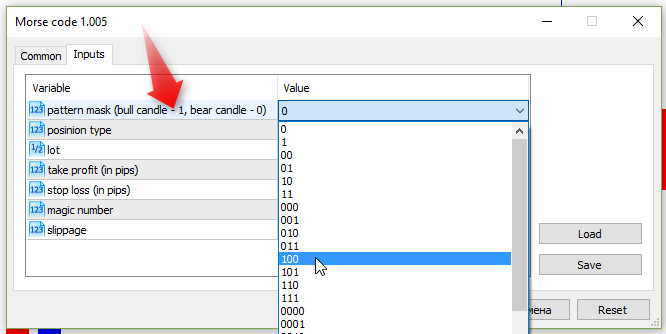 Morse code 1.005
Common Inputs
Variable Value
123 pattern mask (bull candle - 1, bear candle - 0) 0
123 posinion type
1/2 lot
123 take profit (in pips)
123 stop loss (in pips)
123 magic number
123 slippage
0
1
00
01
10
11
000
001
010
011
100
101
110
111
0000
0001
Load
Save
Reset